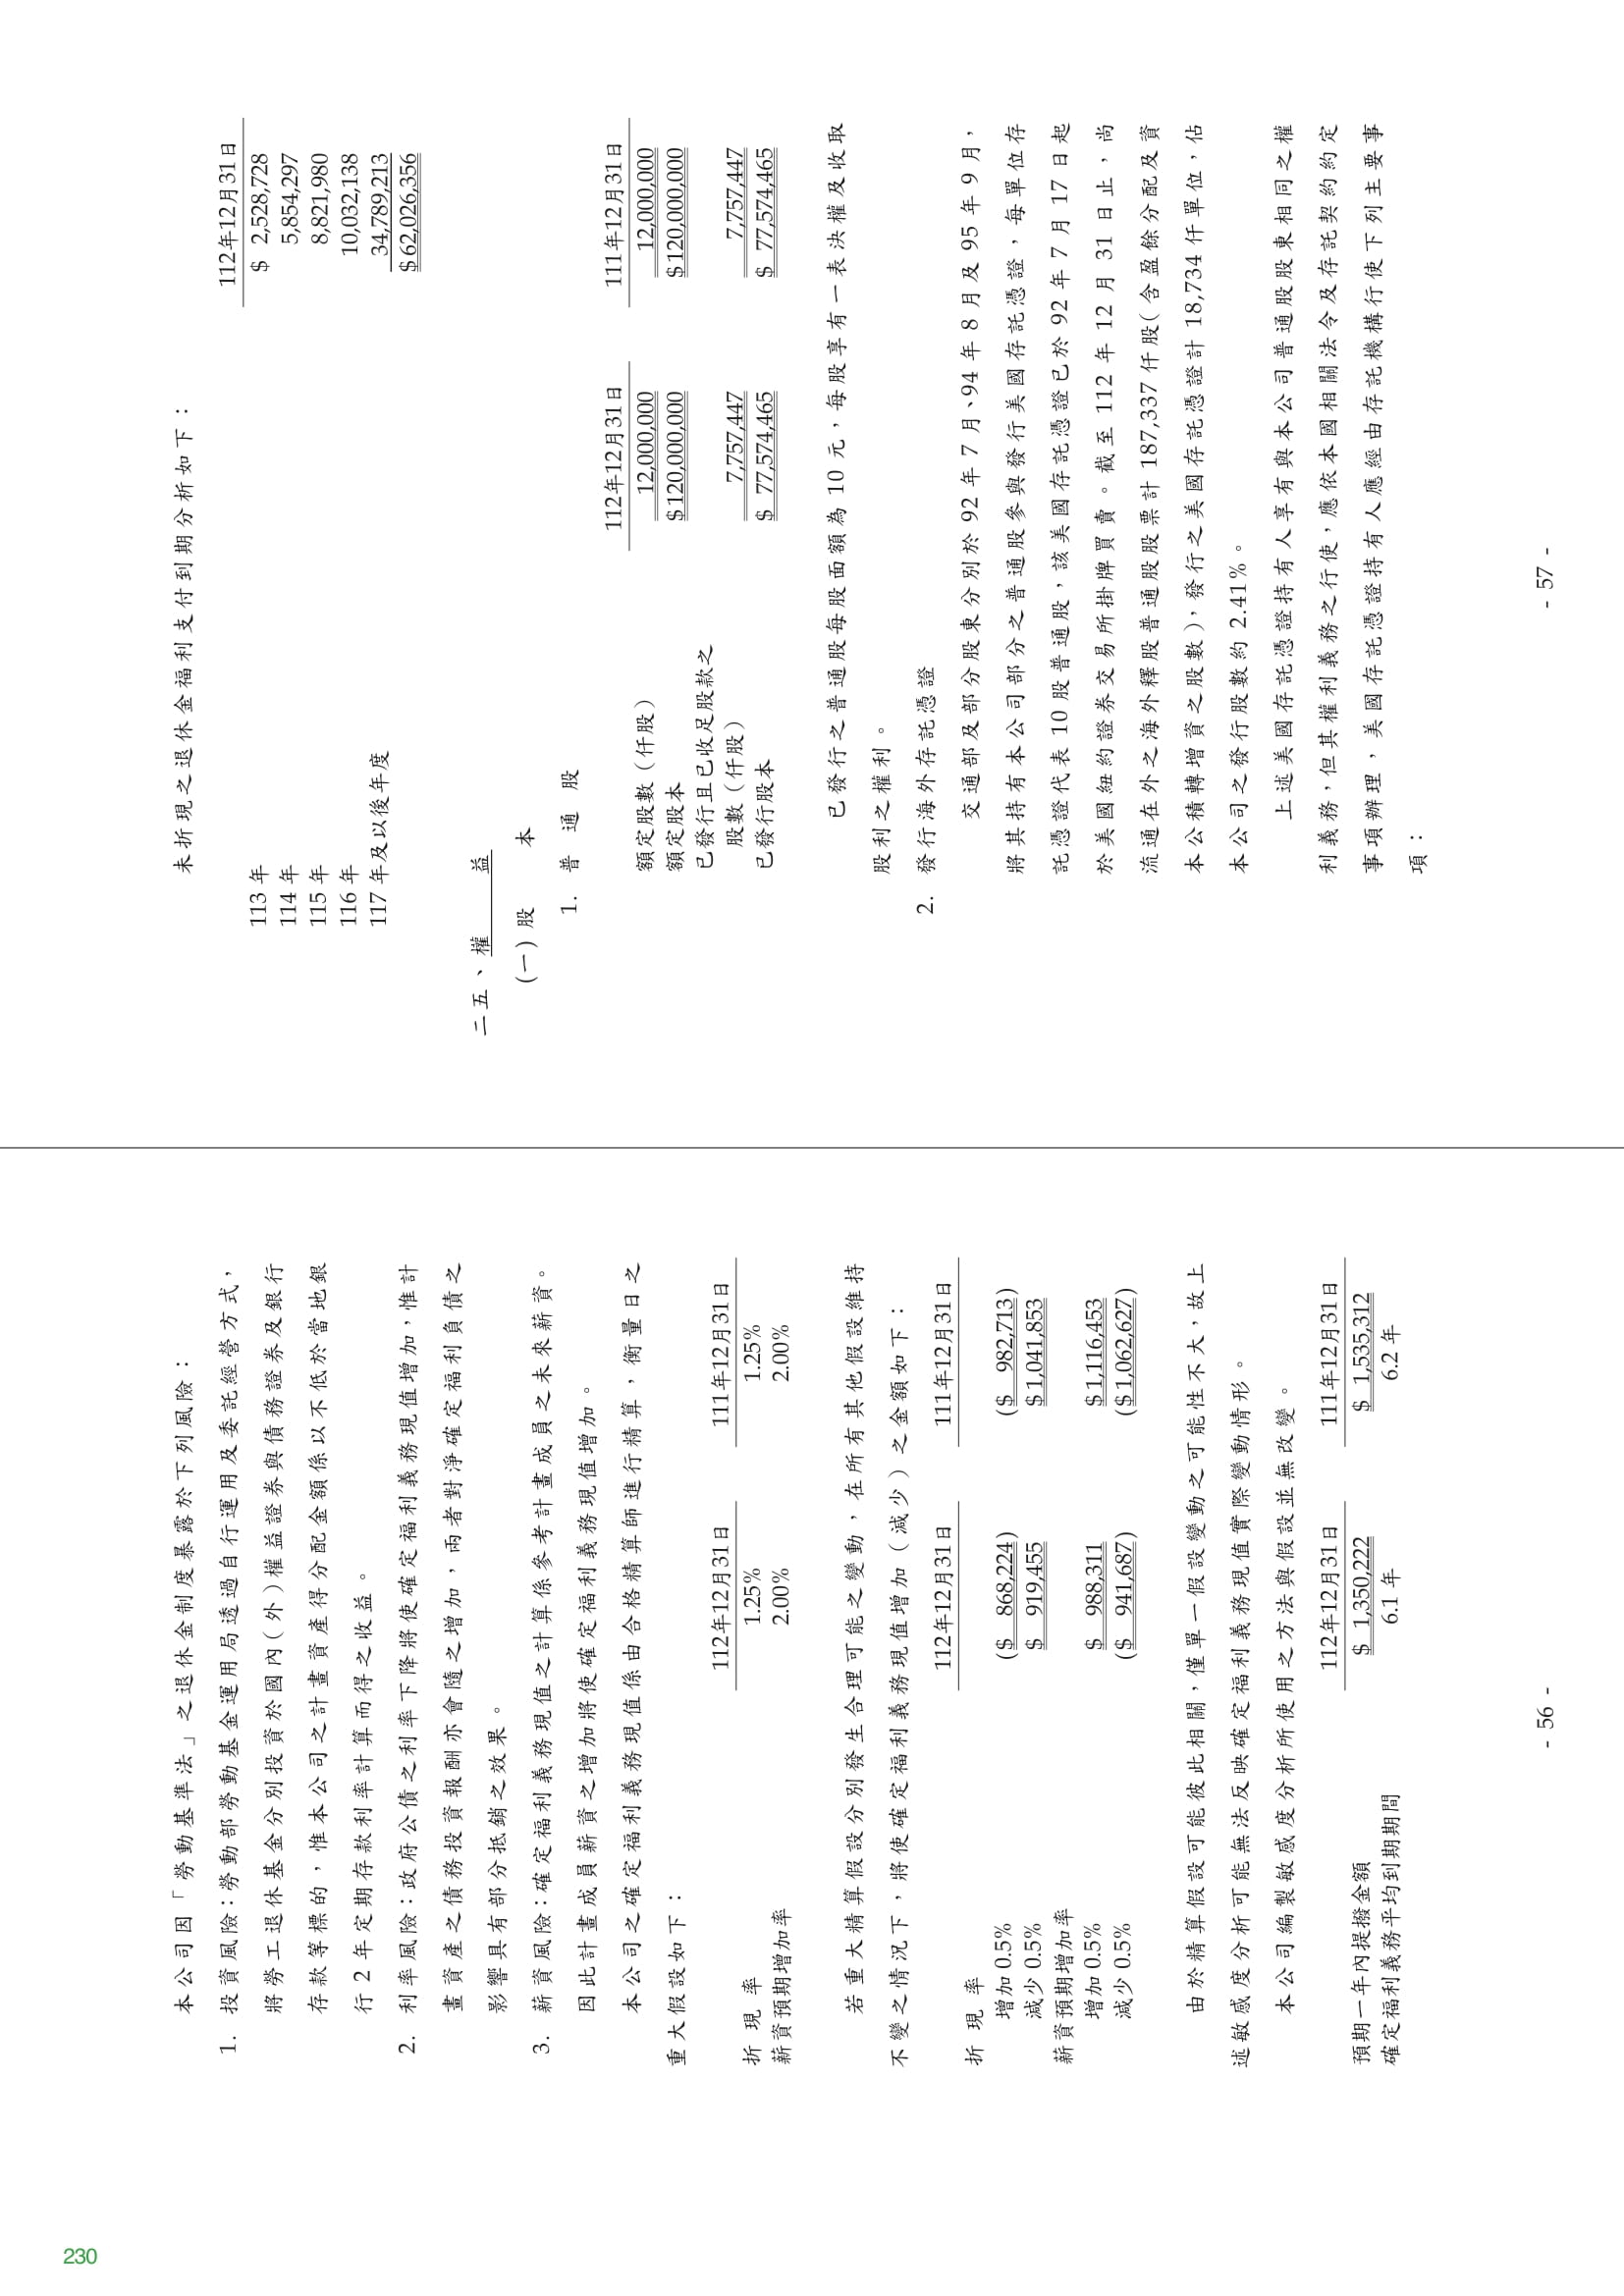 本公司因「勞動基準法」之退休金制度暴露於下列風險：
1. 投資風險：勞動部勞動基金運用局透過自行運用及委託經營方式，
將勞工退休基金分別投資於國內（外）權益證券與債務證券及銀行
存款等標的，惟本公司之計畫資產得分配金額係以不低於當地銀
行 2 年定期存款利率計算而得之收益。
2. 利率風險：政府公債之利率下降將使確定福利義務現值增加，惟計
畫資產之債務投資報酬亦會隨之增加，兩者對淨確定福利負債之
影響具有部分抵銷之效果。
3. 薪資風險：確定福利義務現值之計算係參考計畫成員之未來薪資。
因此計畫成員薪資之增加將使確定福利義務現值增加。
本公司之確定福利義務現值係由合格精算師進行精算，衡量日之
重大假設如下：
112年12月31日 111年12月31日
折 現 率 1.25% 1.25%
薪資預期增加率 2.00% 2.00%
若重大精算假設分別發生合理可能之變動，在所有其他假設維持
不變之情況下，將使確定福利義務現值增加（減少）之金額如下：
112年12月31日 111年12月31日
折 現 率
增加 0.5% ($ 868,224) ($ 982,713)
減少 0.5% $ 919,455 $ 1,041,853
薪資預期增加率
增加 0.5% $ 988,311 $ 1,116,453
減少 0.5% ($ 941,687) ($ 1,062,627)
由於精算假設可能彼此相關，僅單一假設變動之可能性不大，故上
述敏感度分析可能無法反映確定福利義務現值實際變動情形。
本公司編製敏感度分析所使用之方法與假設並無改變。
112年12月31日 111年12月31日
預期一年內提撥金額 $ 1,350,222 $ 1,535,312
確定福利義務平均到期期間 6.1 年 6.2 年
- 56 -
未折現之退休金福利支付到期分析如下：
112年12月31日
113 年 $ 2,528,728
114 年 5,854,297
115 年 8,821,980
116 年 10,032,138
117 年及以後年度 34,789,213
$ 62,026,356
二五、權 益
(一) 股 本
1. 普 通 股
112年12月31日 111年12月31日
額定股數（仟股） 12,000,000 12,000,000
額定股本 $ 120,000,000 $ 120,000,000
已發行且已收足股款之
股數（仟股） 7,757,447 7,757,447
已發行股本 $ 77,574,465 $ 77,574,465
已發行之普通股每股面額為 10 元，每股享有一表決權及收取
股利之權利。
2. 發行海外存託憑證
交通部及部分股東分別於 92 年 7 月、94 年 8 月及 95 年 9 月，
將其持有本公司部分之普通股參與發行美國存託憑證，每單位存
託憑證代表 10 股普通股，該美國存託憑證已於 92 年 7 月 17 日起
於美國紐約證券交易所掛牌買賣。截至 112 年 12 月 31 日止，尚
流通在外之海外釋股普通股股票計 187,337 仟股（含盈餘分配及資
本公積轉增資之股數），發行之美國存託憑證計 18,734 仟單位，佔
本公司之發行股數約 2.41%。
上述美國存託憑證持有人享有與本公司普通股股東相同之權
利義務，但其權利義務之行使，應依本國相關法令及存託契約約定
事項辦理，美國存託憑證持有人應經由存託機構行使下列主要事
項：
- 57 -
230